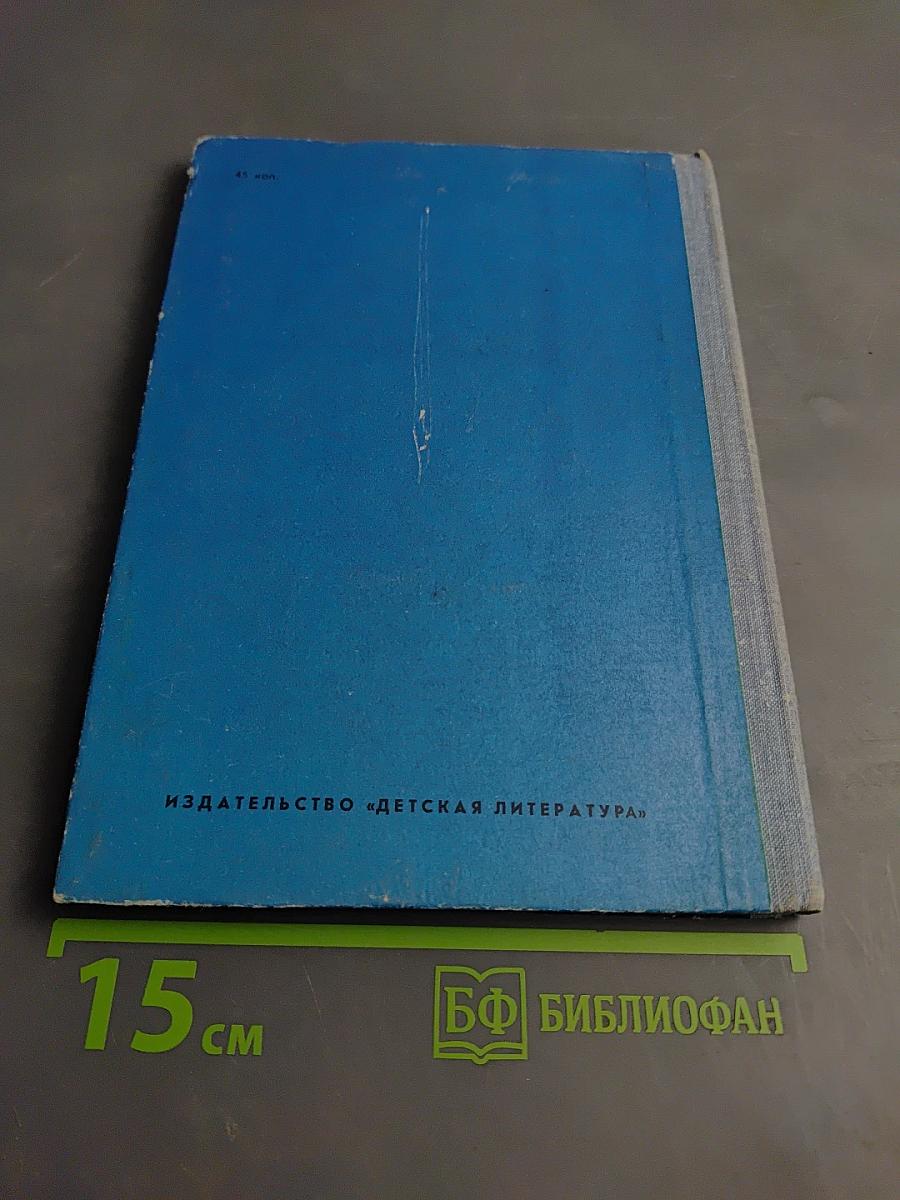 45 коп.
ИЗДАТЕЛЬСТВО «ДЕТСКАЯ ЛИТЕРАТУРА»
15 см
БФ БИБЛИОФАН